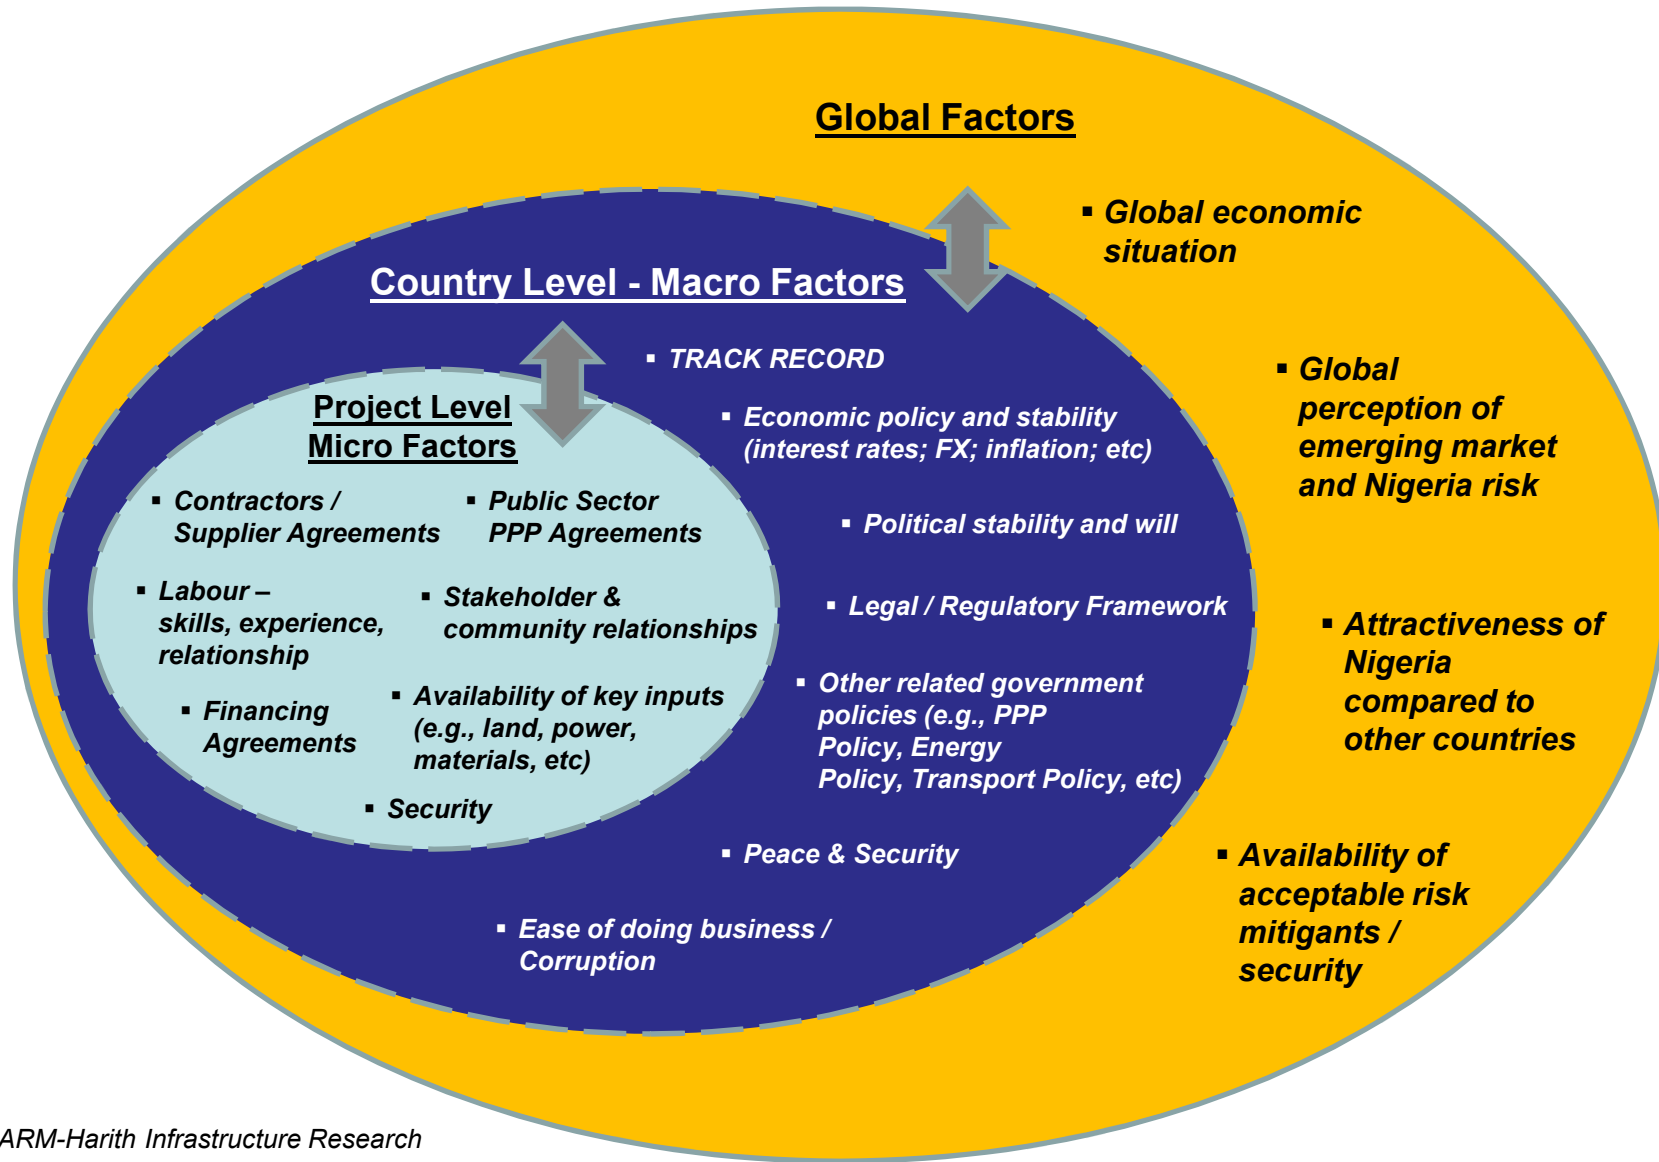 Global Factors
▪ Global economic
situation
▪ Global
perception of
emerging market
and Nigeria risk
▪ Attractiveness of
Nigeria
compared to
other countries
▪ Availability of
acceptable risk
mitigants /
security
Country Level - Macro Factors
▪ TRACK RECORD
▪ Economic policy and stability
(interest rates; FX; inflation; etc)
▪ Political stability and will
▪ Legal / Regulatory Framework
▪ Other related government
policies (e.g., PPP
Policy, Energy
Policy, Transport Policy, etc)
▪ Peace & Security
▪ Ease of doing business /
Corruption
Project Level
Micro Factors
▪ Contractors /
Supplier Agreements
▪ Public Sector
PPP Agreements
▪ Labour –
skills, experience,
relationship
▪ Stakeholder &
community relationships
▪ Financing
Agreements
▪ Availability of key inputs
(e.g., land, power,
materials, etc)
▪ Security
ARM-Harith Infrastructure Research